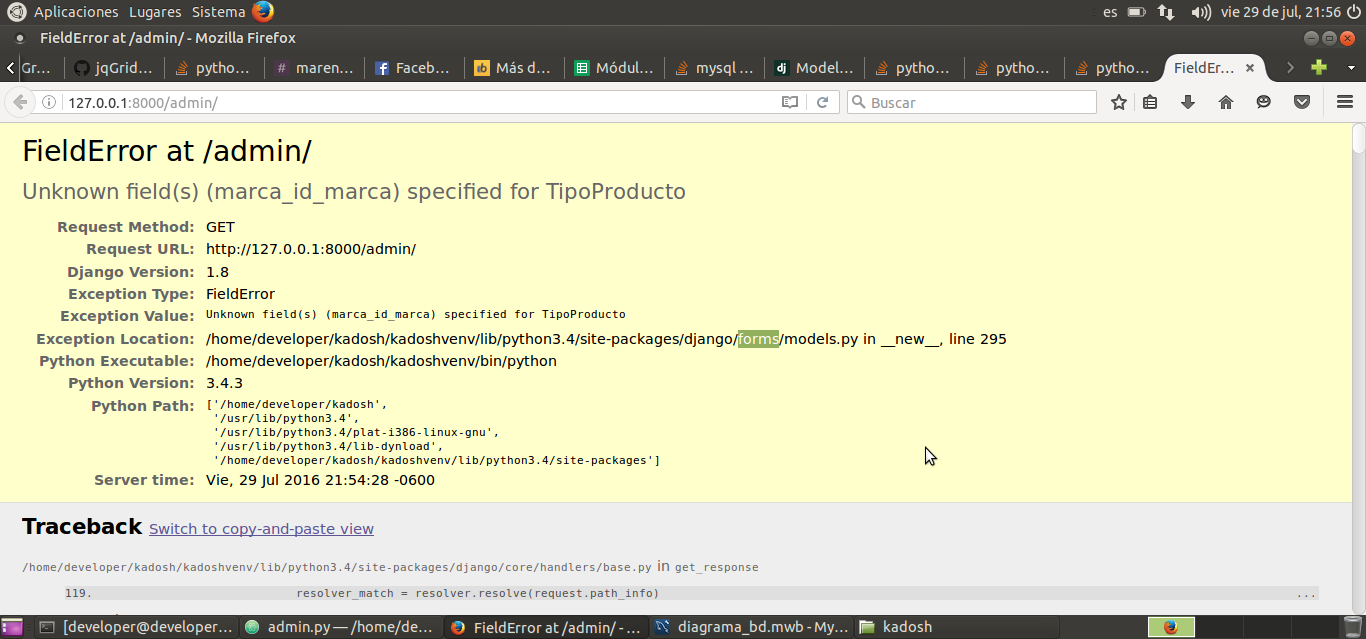 Aplicaciones Lugares Sistema
es vie 29 de jul, 21:56
FieldError at /admin/ - Mozilla Firefox
Gr... jqGrid... pytho... # maren... Faceb... Más d... Módul... mysql ... dj Model... pytho... pytho... pytho... FieldEr...
127.0.0.1:8000/admin/ Buscar
FieldError at /admin/
Unknown field(s) (marca_id_marca) specified for TipoProducto
Request Method: GET
Request URL: http://127.0.0.1:8000/admin/
Django Version: 1.8
Exception Type: FieldError
Exception Value: Unknown field(s) (marca_id_marca) specified for TipoProducto
Exception Location: /home/developer/kadosh/kadoshvenv/lib/python3.4/site-packages/django/forms/models.py in __new__, line 295
Python Executable: /home/developer/kadosh/kadoshvenv/bin/python
Python Version: 3.4.3
Python Path: ['/home/developer/kadosh',
'/usr/lib/python3.4',
'/usr/lib/python3.4/plat-i386-linux-gnu',
'/usr/lib/python3.4/lib-dynload',
'/home/developer/kadosh/kadoshvenv/lib/python3.4/site-packages']
Server time: Vie, 29 Jul 2016 21:54:28 -0600
Traceback Switch to copy-and-paste view
/home/developer/kadosh/kadoshvenv/lib/python3.4/site-packages/django/core/handlers/base.py in get_response
119. resolver_match = resolver.resolve(request.path_info) ...
[developer@developer... admin.py — /home/de... FieldError at /admin/ - ... diagrama_bd.mwb - My... kadosh